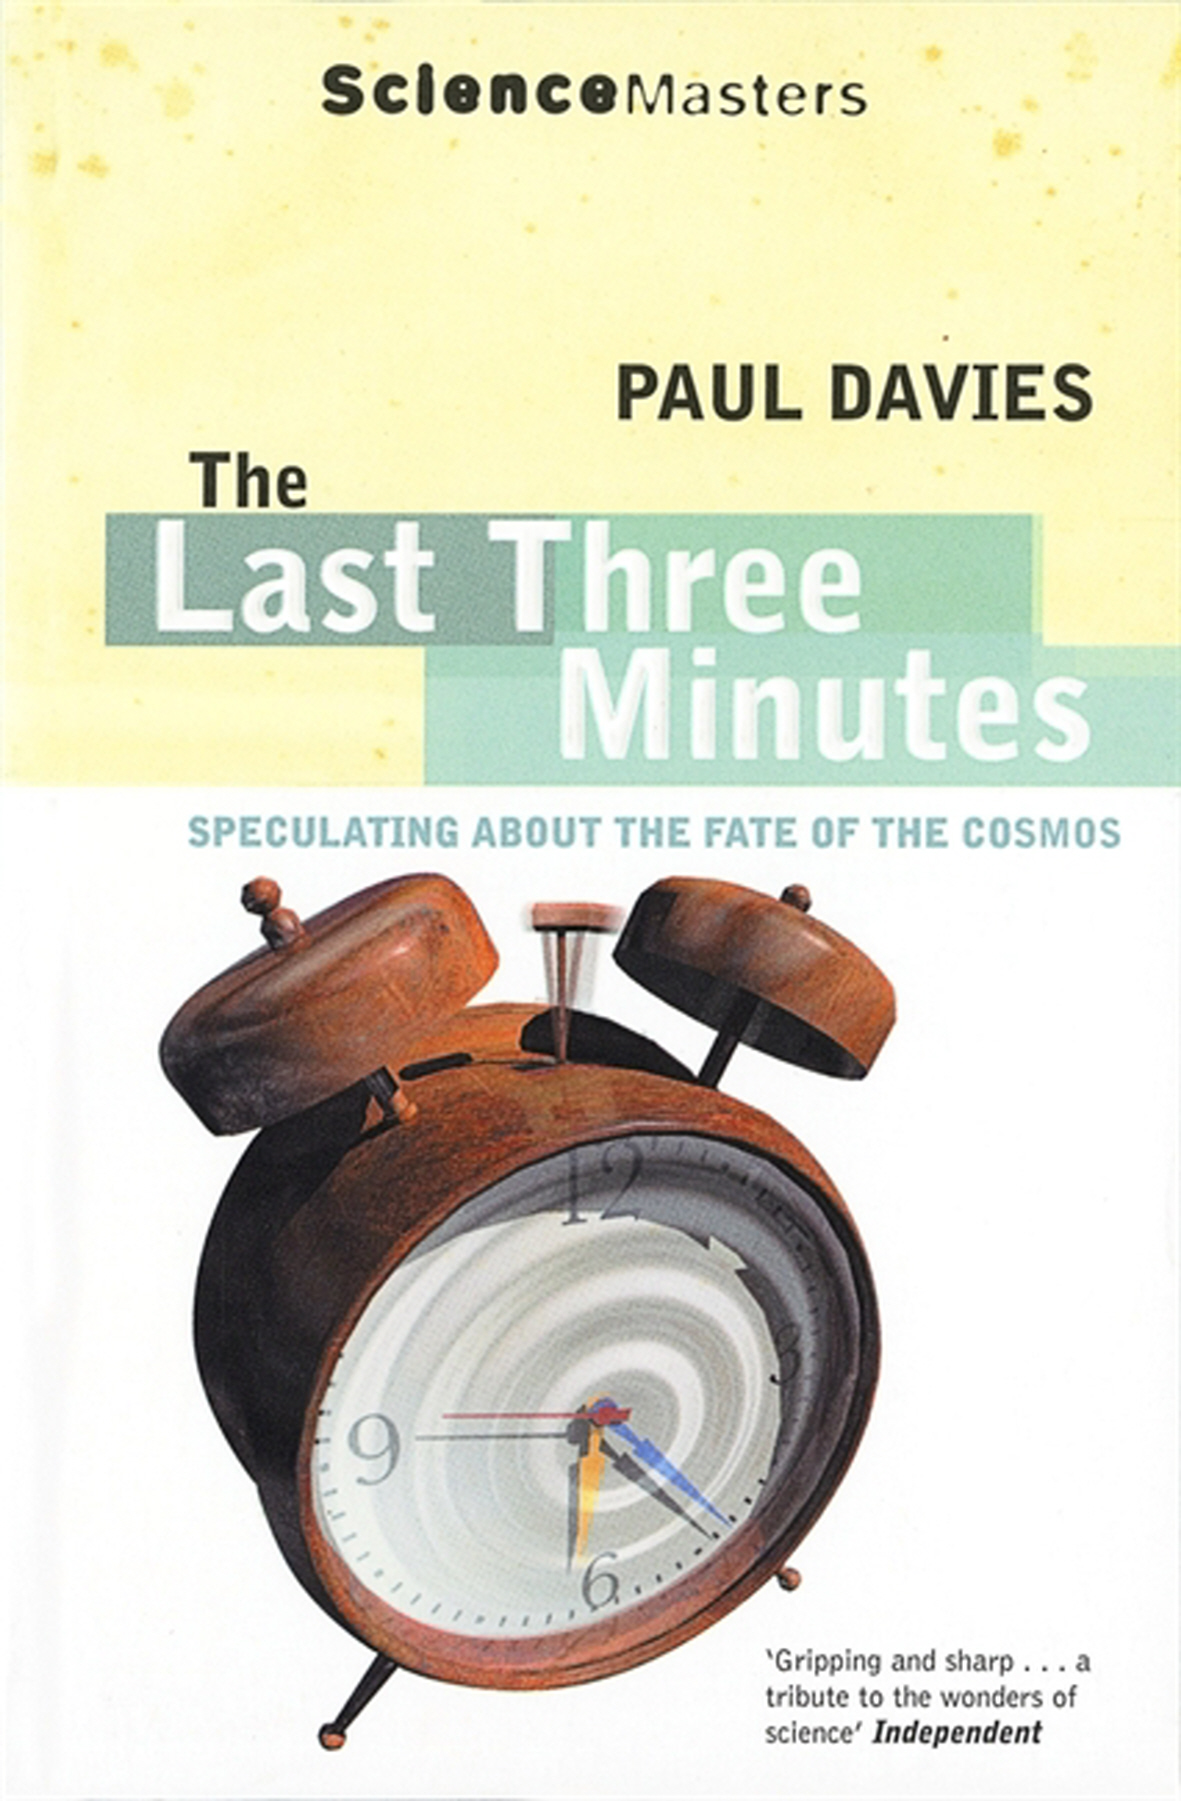 ScienceMasters
PAUL DAVIES
The
Last Three
Minutes
SPECULATING ABOUT THE FATE OF THE COSMOS
12
3
9
6
'Gripping and sharp . . . a
tribute to the wonders of
science' Independent